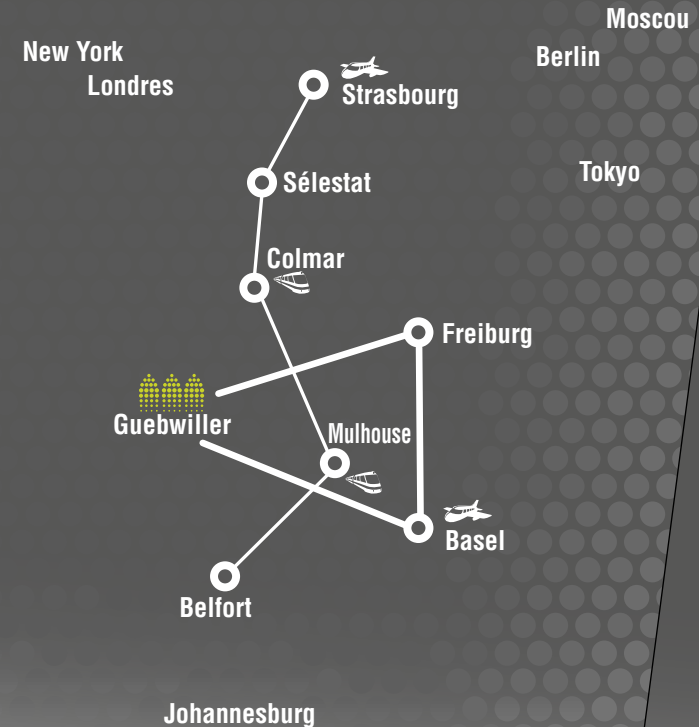 Moscou
New York
Berlin
Londres
Strasbourg
Tokyo
Sélestat
Colmar
Freiburg
Guebwiller
Mulhouse
Basel
Belfort
Johannesburg